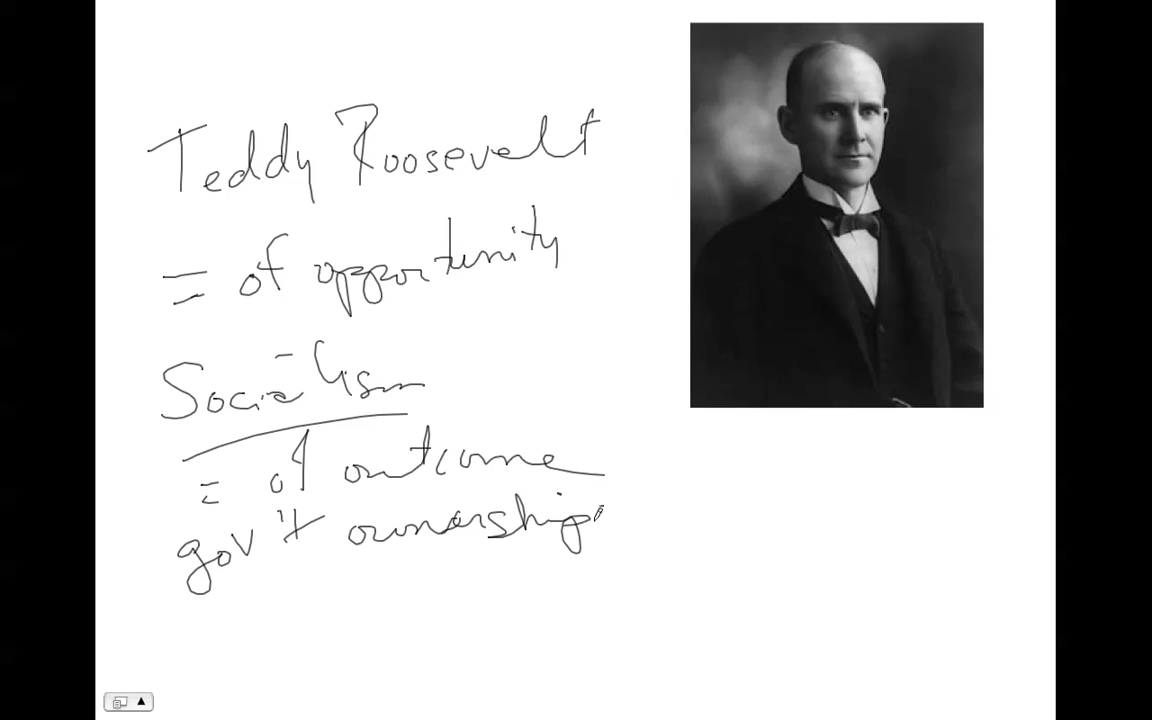 Teddy Roosevelt
= of opportunity
Socialism
= of outcome
gov't ownership